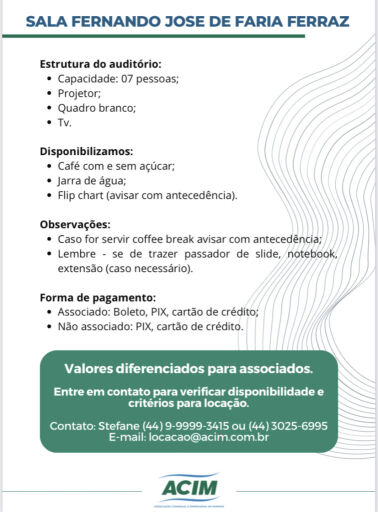 SALA FERNANDO JOSE DE FARIA FERRAZ
Estrutura do auditório:
• Capacidade: 07 pessoas;
• Projetor;
• Quadro branco;
• Tv.
Disponibilizamos:
• Café com e sem açúcar;
• Jarra de água;
• Flip chart (avisar com antecedência).
Observações:
• Caso for servir coffee break avisar com antecedência;
• Lembre - se de trazer passador de slide, notebook,
extensão (caso necessário).
Forma de pagamento:
• Associado: Boleto, PIX, cartão de crédito;
• Não associado: PIX, cartão de crédito.
Valores diferenciados para associados.
Entre em contato para verificar disponibilidade e
critérios para locação.
Contato: Stefane (44) 9-9999-3415 ou (44) 3025-6995
E-mail: locacao@acim.com.br
ACIM